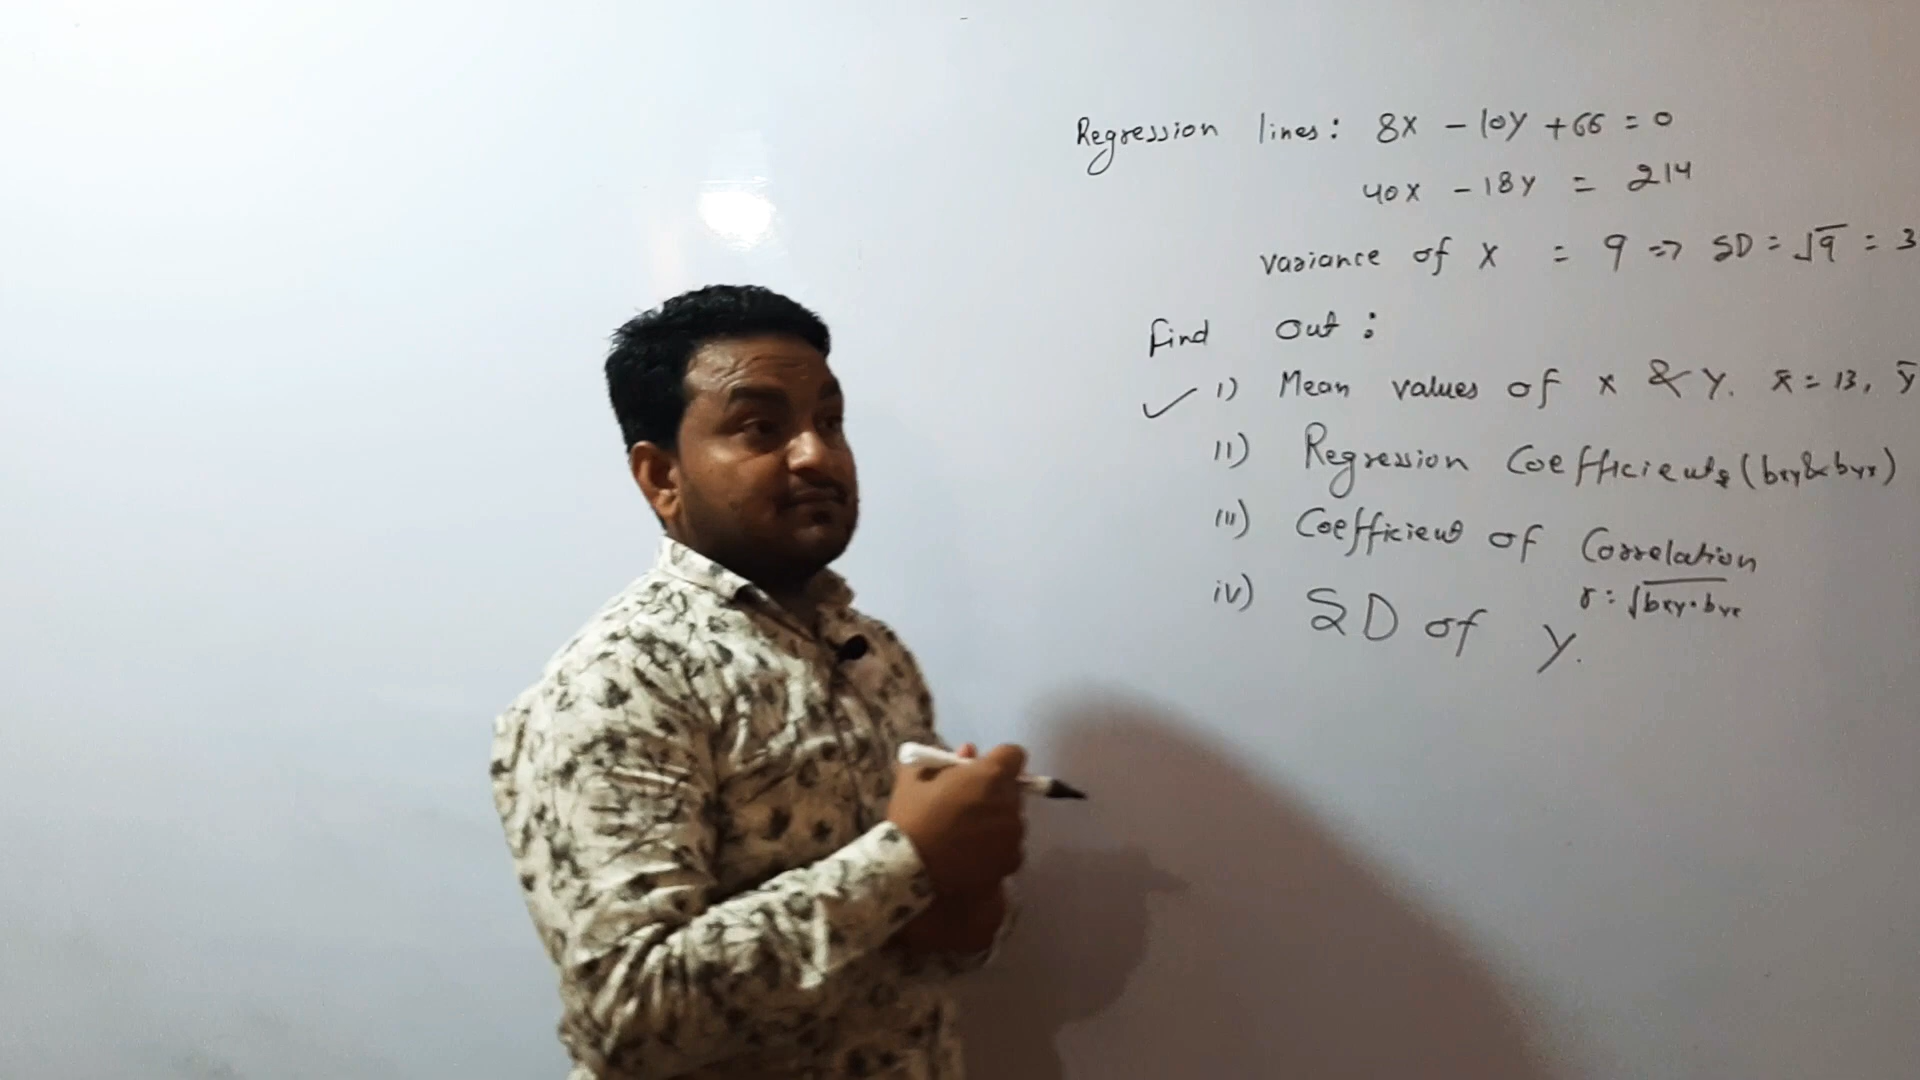 Regression lines: 8x - 10y + 66 = 0
40x - 18y = 214
variance of x = 9 => SD = √9 = 3
find out:
✓ i) Mean values of x & y. x̄ = 13, ȳ
ii) Regression Coefficients (bxy & byx)
iii) Coefficient of Correlation
r = √bxy·byx
iv) SD of y.